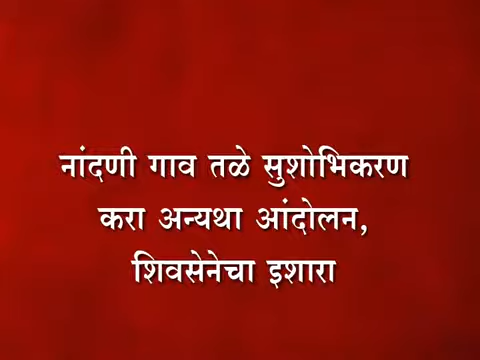 नांदणी गाव तळे सुशोभिकरण
करा अन्यथा आंदोलन,
शिवसेनेचा इशारा